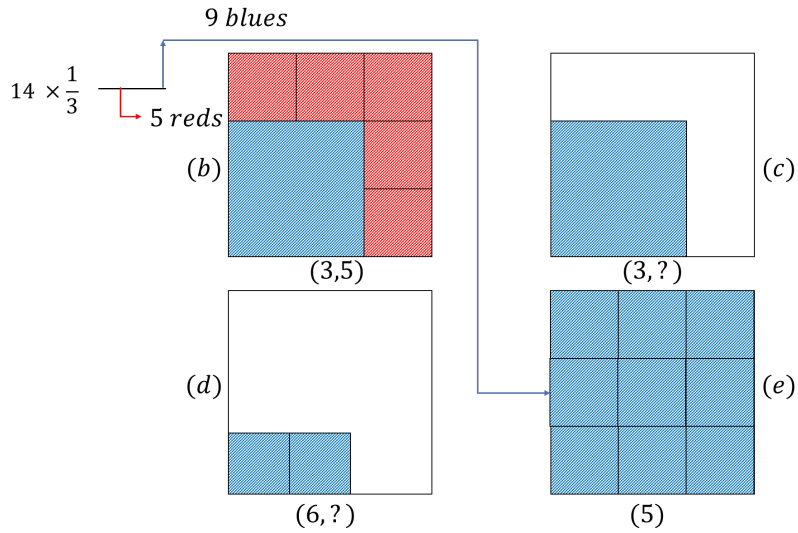 9 blues
14 × 1/3
5 reds
(b)
(c)
(3,5)
(3, ?)
(d)
(e)
(6, ?)
(5)